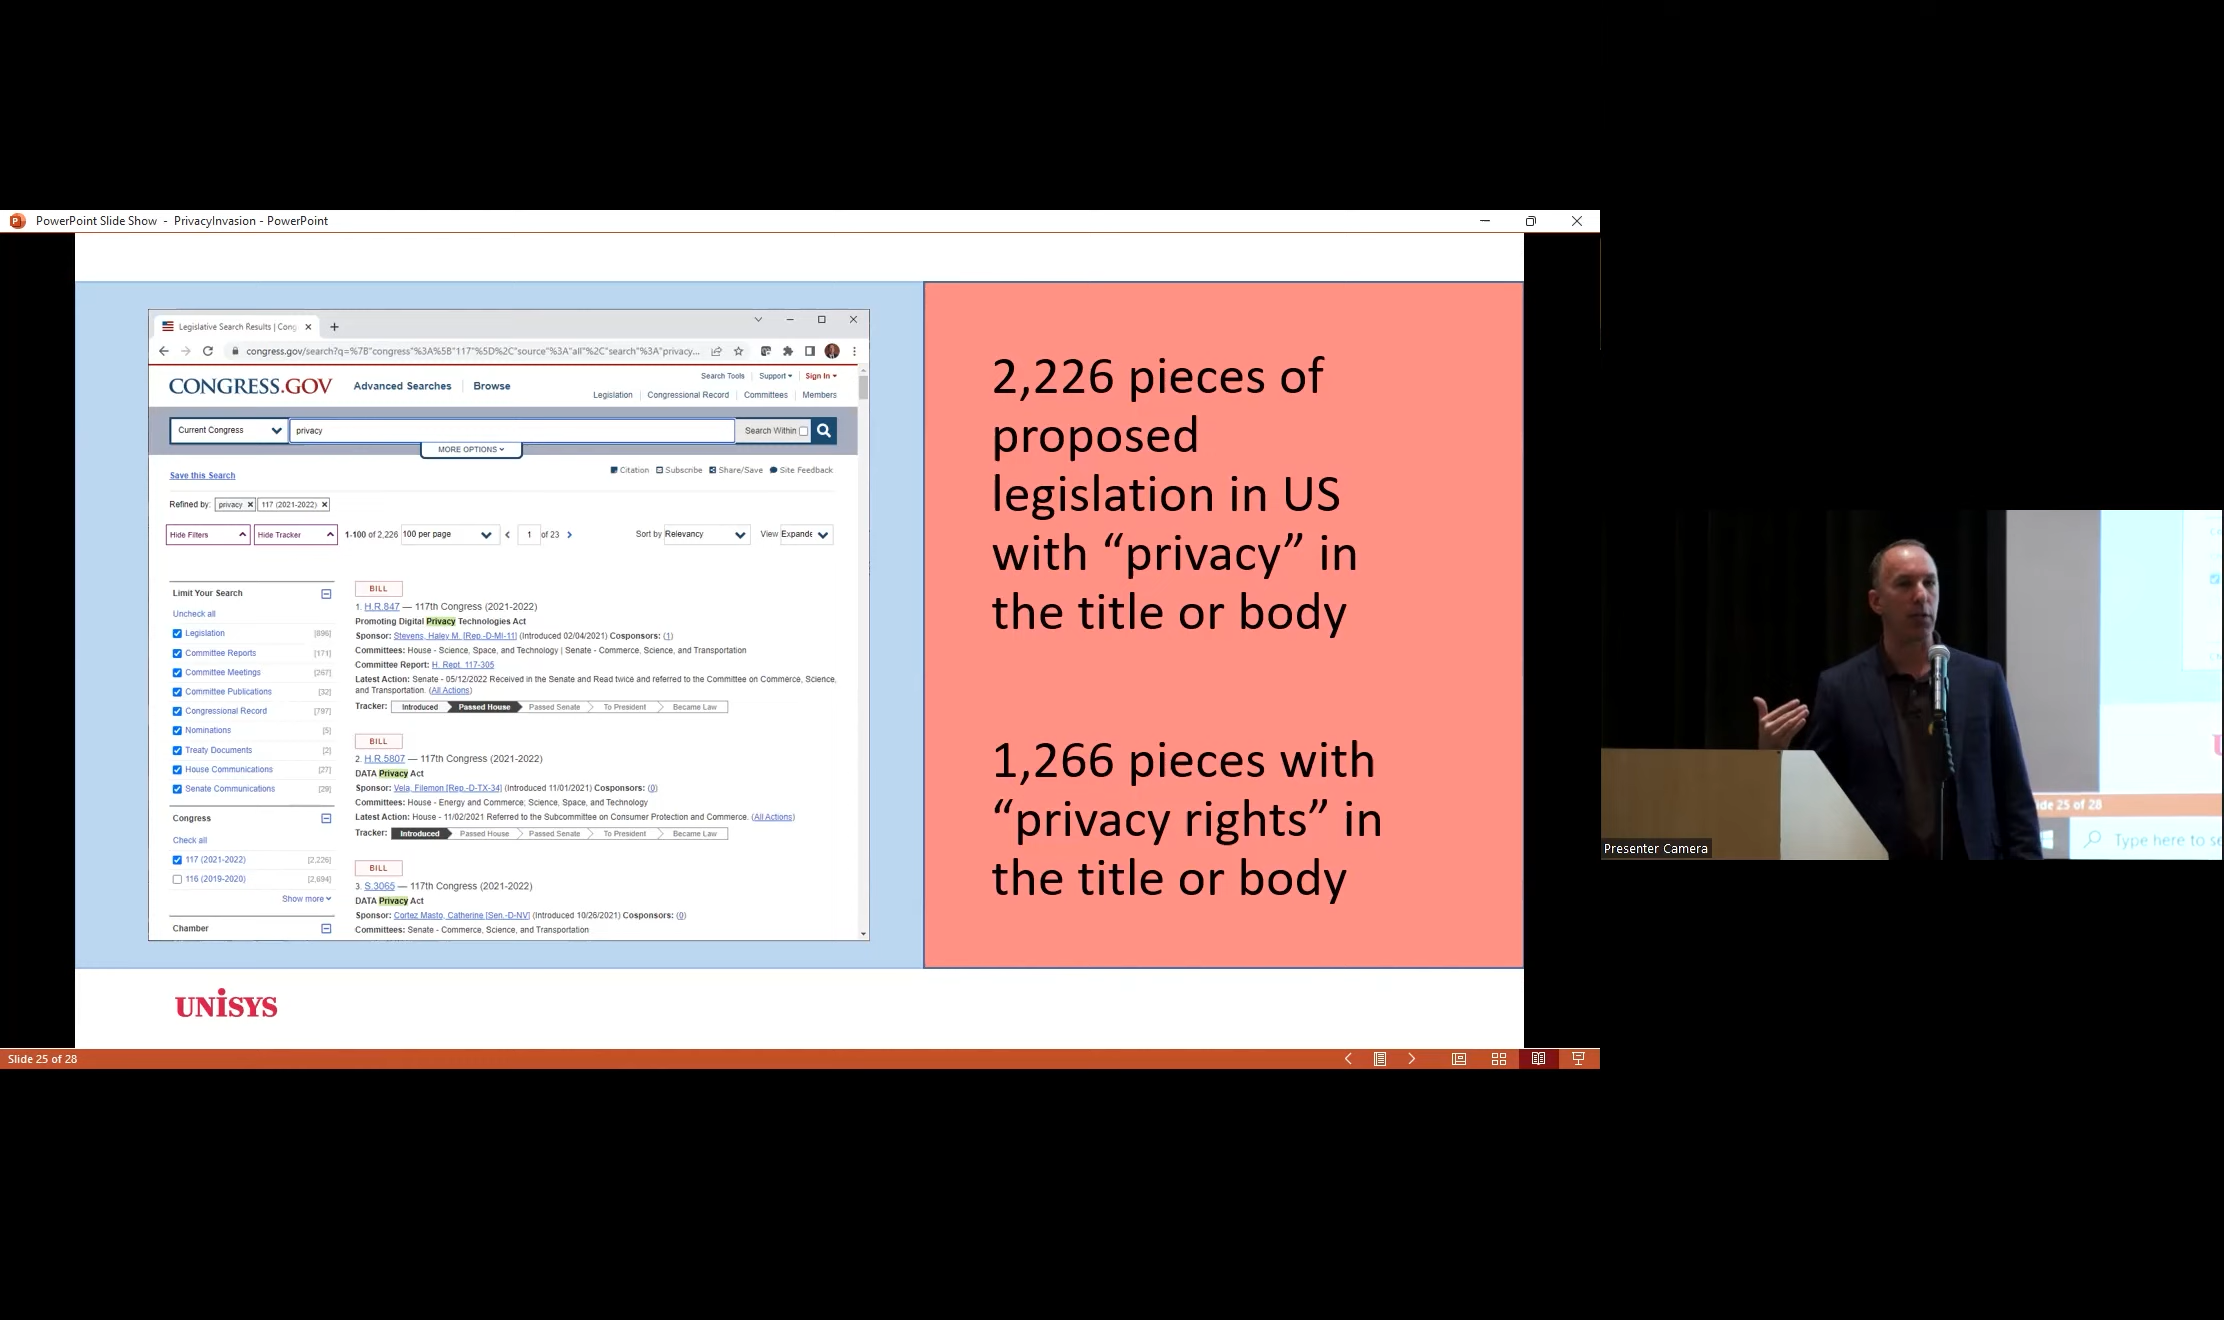 PowerPoint Slide Show - PrivacyInvasion - PowerPoint
Legislative Search Results | Cong
congress.gov/search?q=%7B"congress"%3A%5B"117"%5D%2C"source"%3A"all"%2C"search"%3A"privacy...
CONGRESS.GOV
Advanced Searches | Browse
Search Tools | Support | Sign In
Legislation | Congressional Record | Committees | Members
Current Congress
privacy
Search Within
MORE OPTIONS
Save this Search
Citation Subscribe Share/Save Site Feedback
Refined by: privacy × 117 (2021-2022) ×
Hide Filters
Hide Tracker
1-100 of 2,226 100 per page < 1 of 23 >
Sort by Relevancy
View Expande
Limit Your Search
Uncheck all
Legislation [896]
Committee Reports [171]
Committee Meetings [267]
Committee Publications [32]
Congressional Record [797]
Nominations [5]
Treaty Documents [2]
House Communications [27]
Senate Communications [29]
Congress
Check all
117 (2021-2022) [2,226]
116 (2019-2020) [2,694]
Show more
Chamber
BILL
1. H.R.847 — 117th Congress (2021-2022)
Promoting Digital Privacy Technologies Act
Sponsor: Stevens, Haley M. [Rep.-D-MI-11] (Introduced 02/04/2021) Cosponsors: (1)
Committees: House - Science, Space, and Technology | Senate - Commerce, Science, and Transportation
Committee Report: H. Rept. 117-305
Latest Action: Senate - 05/12/2022 Received in the Senate and Read twice and referred to the Committee on Commerce, Science,
and Transportation. (All Actions)
Tracker: Introduced Passed House Passed Senate To President Became Law
BILL
2. H.R.5807 — 117th Congress (2021-2022)
DATA Privacy Act
Sponsor: Vela, Filemon [Rep.-D-TX-34] (Introduced 11/01/2021) Cosponsors: (0)
Committees: House - Energy and Commerce; Science, Space, and Technology
Latest Action: House - 11/02/2021 Referred to the Subcommittee on Consumer Protection and Commerce. (All Actions)
Tracker: Introduced Passed House Passed Senate To President Became Law
BILL
3. S.3065 — 117th Congress (2021-2022)
DATA Privacy Act
Sponsor: Cortez Masto, Catherine [Sen.-D-NV] (Introduced 10/26/2021) Cosponsors: (0)
Committees: Senate - Commerce, Science, and Transportation
2,226 pieces of
proposed
legislation in US
with “privacy” in
the title or body
1,266 pieces with
“privacy rights” in
the title or body
UNISYS
Slide 25 of 28
ide 25 of 28
Type here to se
Presenter Camera